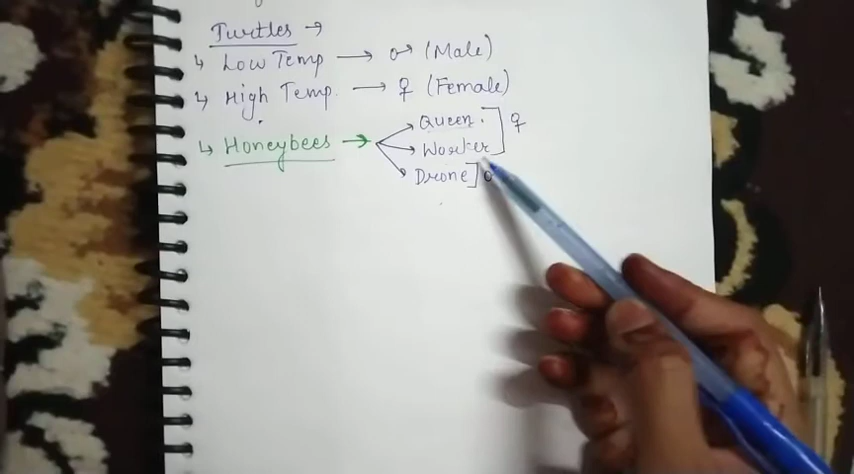 Turtles →
↳ Low Temp → ♂ (Male)
↳ High Temp. → ♀ (Female)
↳ Honeybees → Queen. ] ♀
Worker
Drone ]